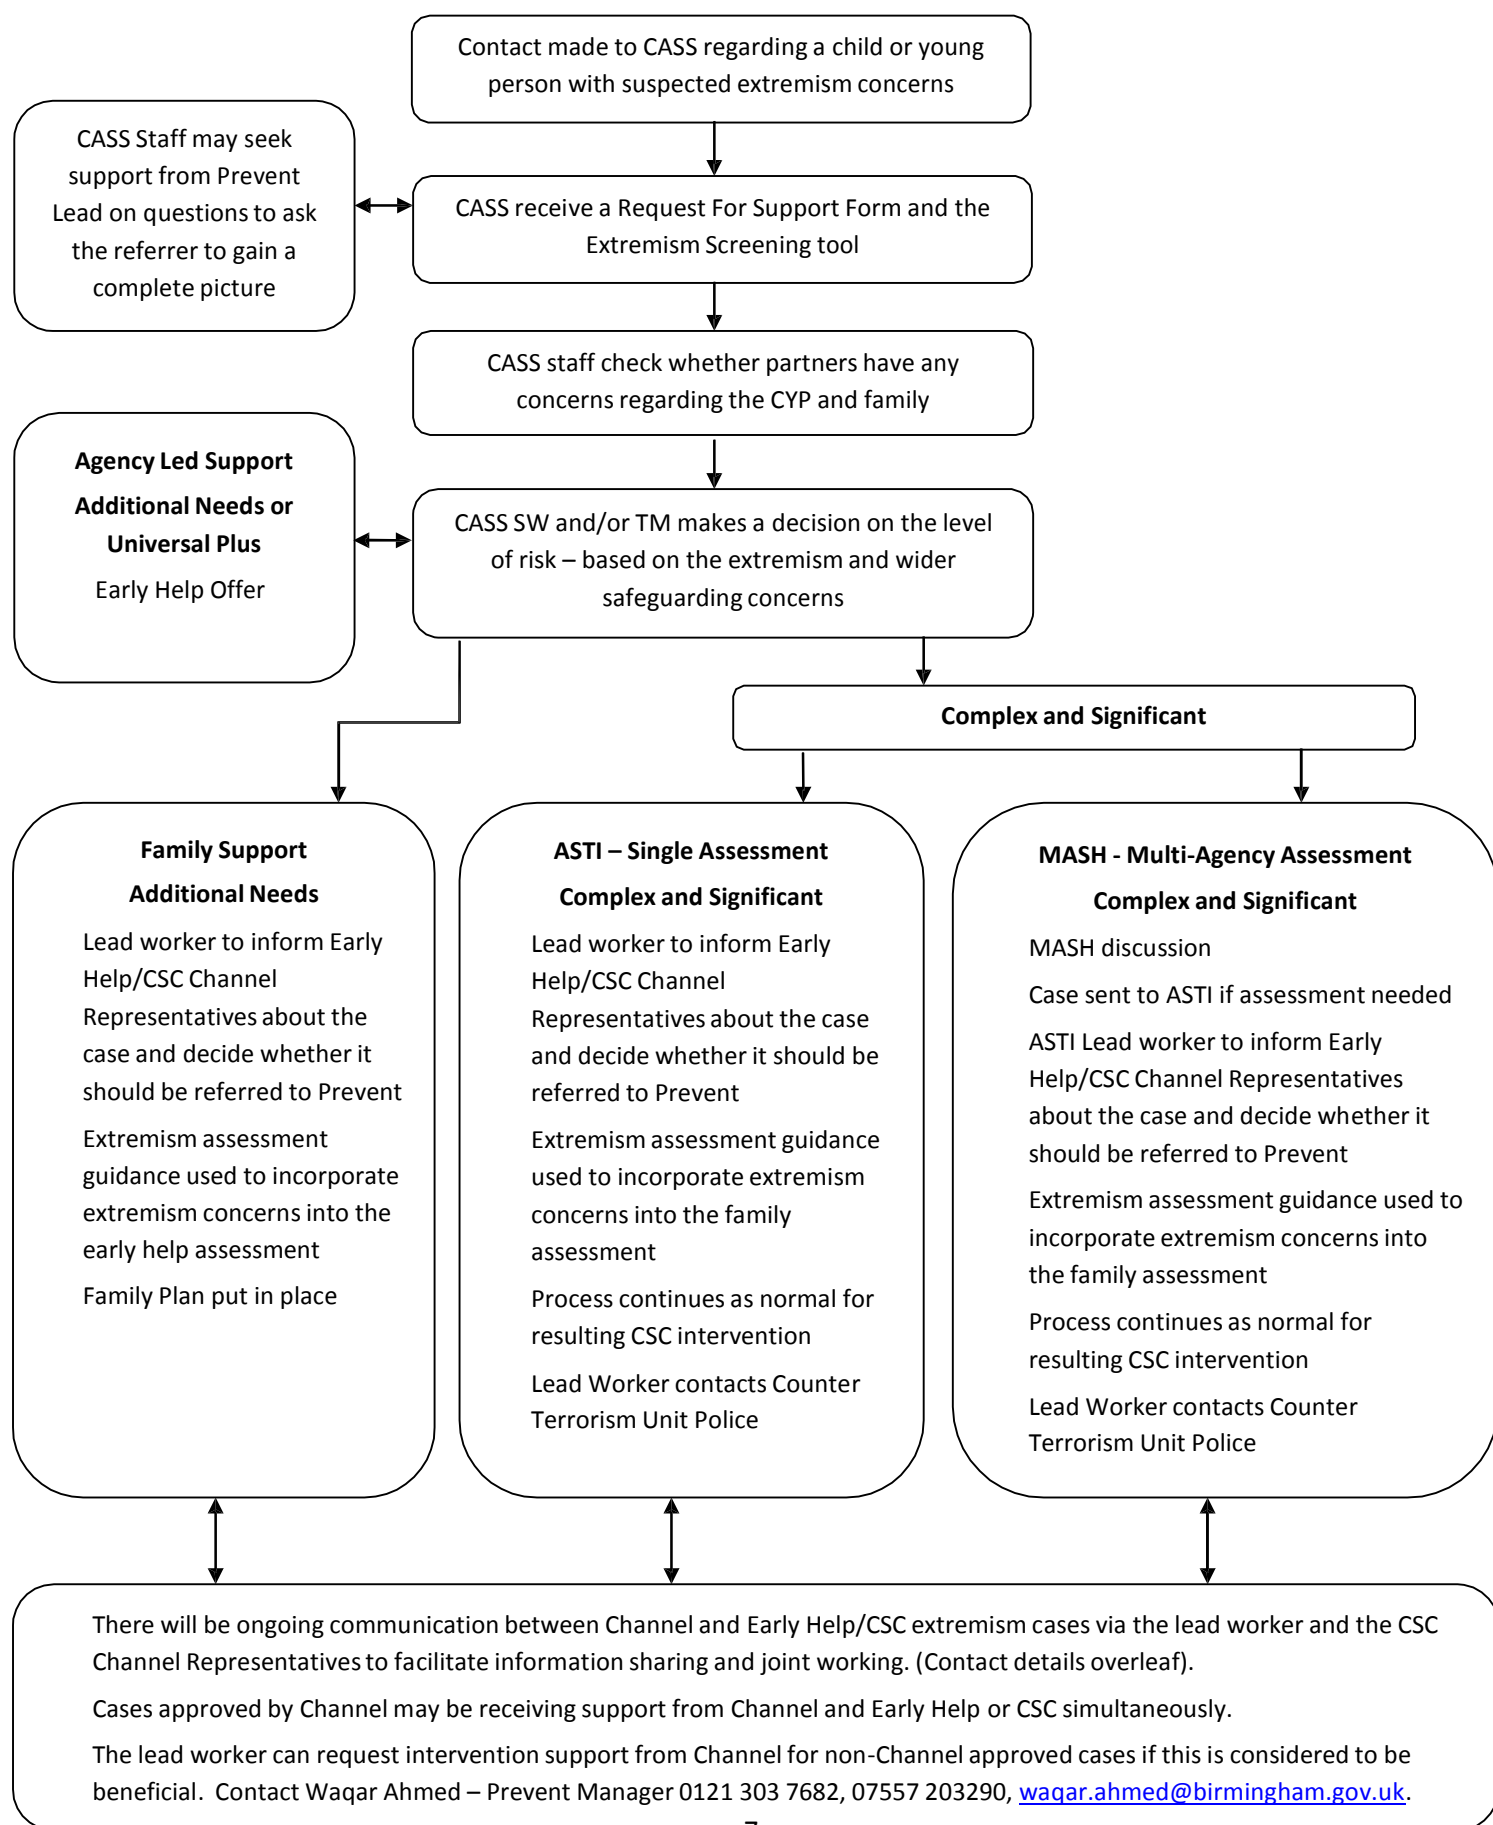 Contact made to CASS regarding a child or young
person with suspected extremism concerns
CASS Staff may seek
support from Prevent
Lead on questions to ask
the referrer to gain a
complete picture
CASS receive a Request For Support Form and the
Extremism Screening tool
CASS staff check whether partners have any
concerns regarding the CYP and family
Agency Led Support
Additional Needs or
Universal Plus
Early Help Offer
CASS SW and/or TM makes a decision on the level
of risk – based on the extremism and wider
safeguarding concerns
Complex and Significant
Family Support
Additional Needs
Lead worker to inform Early
Help/CSC Channel
Representatives about the
case and decide whether it
should be referred to Prevent
Extremism assessment
guidance used to incorporate
extremism concerns into the
early help assessment
Family Plan put in place
ASTI – Single Assessment
Complex and Significant
Lead worker to inform Early
Help/CSC Channel
Representatives about the case
and decide whether it should be
referred to Prevent
Extremism assessment guidance
used to incorporate extremism
concerns into the family
assessment
Process continues as normal for
resulting CSC intervention
Lead Worker contacts Counter
Terrorism Unit Police
MASH - Multi-Agency Assessment
Complex and Significant
MASH discussion
Case sent to ASTI if assessment needed
ASTI Lead worker to inform Early
Help/CSC Channel Representatives
about the case and decide whether it
should be referred to Prevent
Extremism assessment guidance used to
incorporate extremism concerns into
the family assessment
Process continues as normal for
resulting CSC intervention
Lead Worker contacts Counter
Terrorism Unit Police
There will be ongoing communication between Channel and Early Help/CSC extremism cases via the lead worker and the CSC
Channel Representatives to facilitate information sharing and joint working. (Contact details overleaf).
Cases approved by Channel may be receiving support from Channel and Early Help or CSC simultaneously.
The lead worker can request intervention support from Channel for non-Channel approved cases if this is considered to be
beneficial. Contact Waqar Ahmed – Prevent Manager 0121 303 7682, 07557 203290, waqar.ahmed@birmingham.gov.uk.